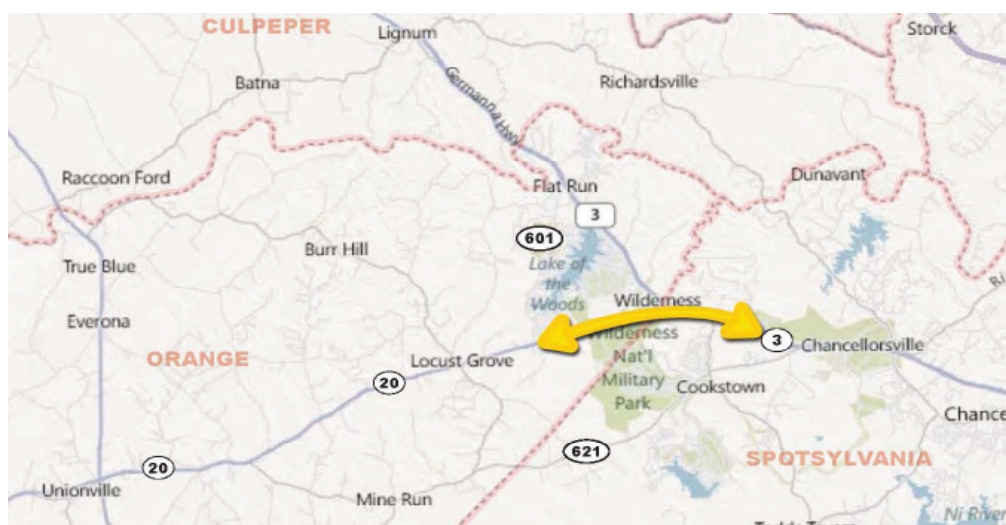 CULPEPER
Lignum
Storck
Batna
Germanna Hwy
Richardsville
Raccoon Ford
Flat Run
Dunavant
3
601
Burr Hill
True Blue
Lake of
the
Woods
Wilderness
Everona
Wilderness
Nat'l
Military
Park
3
Chancellorsville
ORANGE
Locust Grove
20
Cookstown
Chance
621
SPOTSYLVANIA
20
Unionville
Mine Run
Ni River